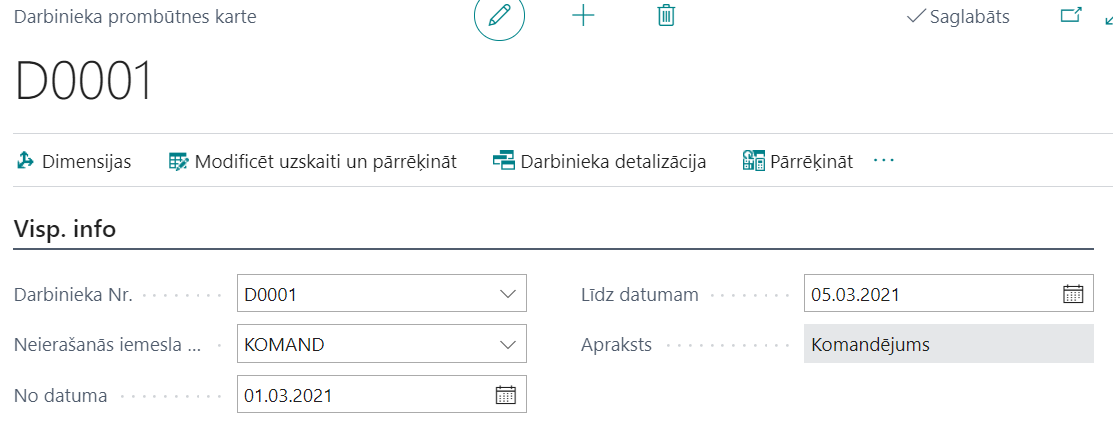 Darbinieka prombūtnes karte
Saglabāts
D0001
Dimensijas Modificēt uzskaiti un pārrēķināt Darbinieka detalizācija Pārrēķināt ...
Visp. info
Darbinieka Nr. D0001 Līdz datumam 05.03.2021
Neierašanās iemesla ... KOMAND Apraksts Komandējums
No datuma 01.03.2021